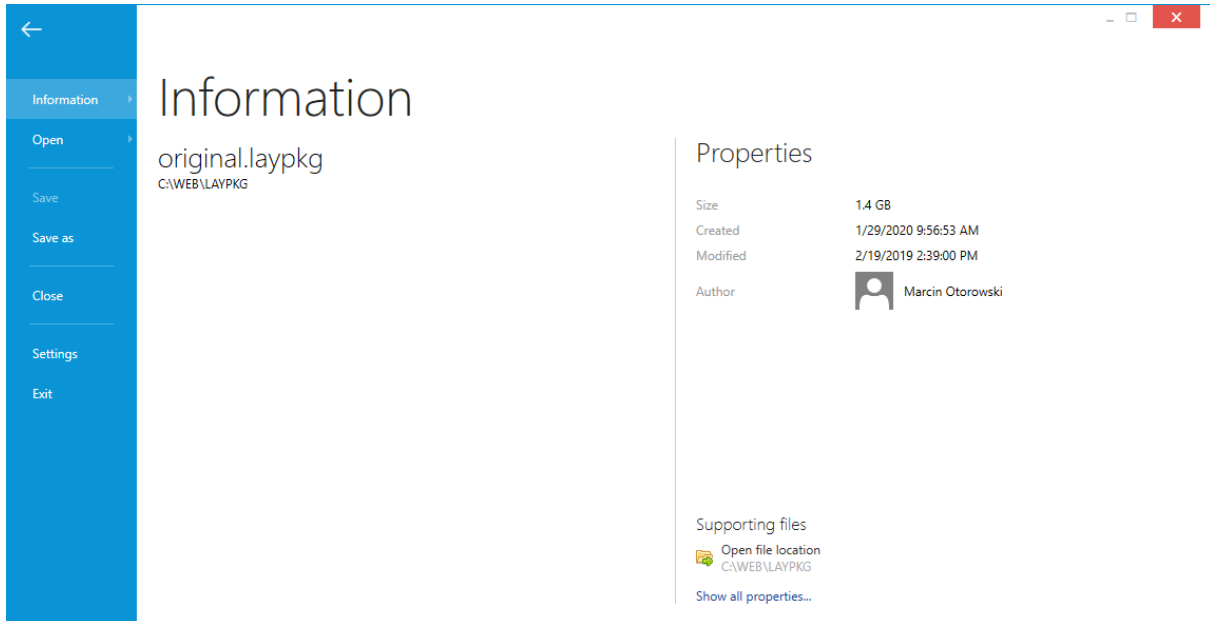 Information
Open
Save
Save as
Close
Settings
Exit
Information
original.laypkg
C:\WEB\LAYPKG
Properties
Size 1.4 GB
Created 1/29/2020 9:56:53 AM
Modified 2/19/2019 2:39:00 PM
Author Marcin Otorowski
Supporting files
Open file location
C:\WEB\LAYPKG
Show all properties...